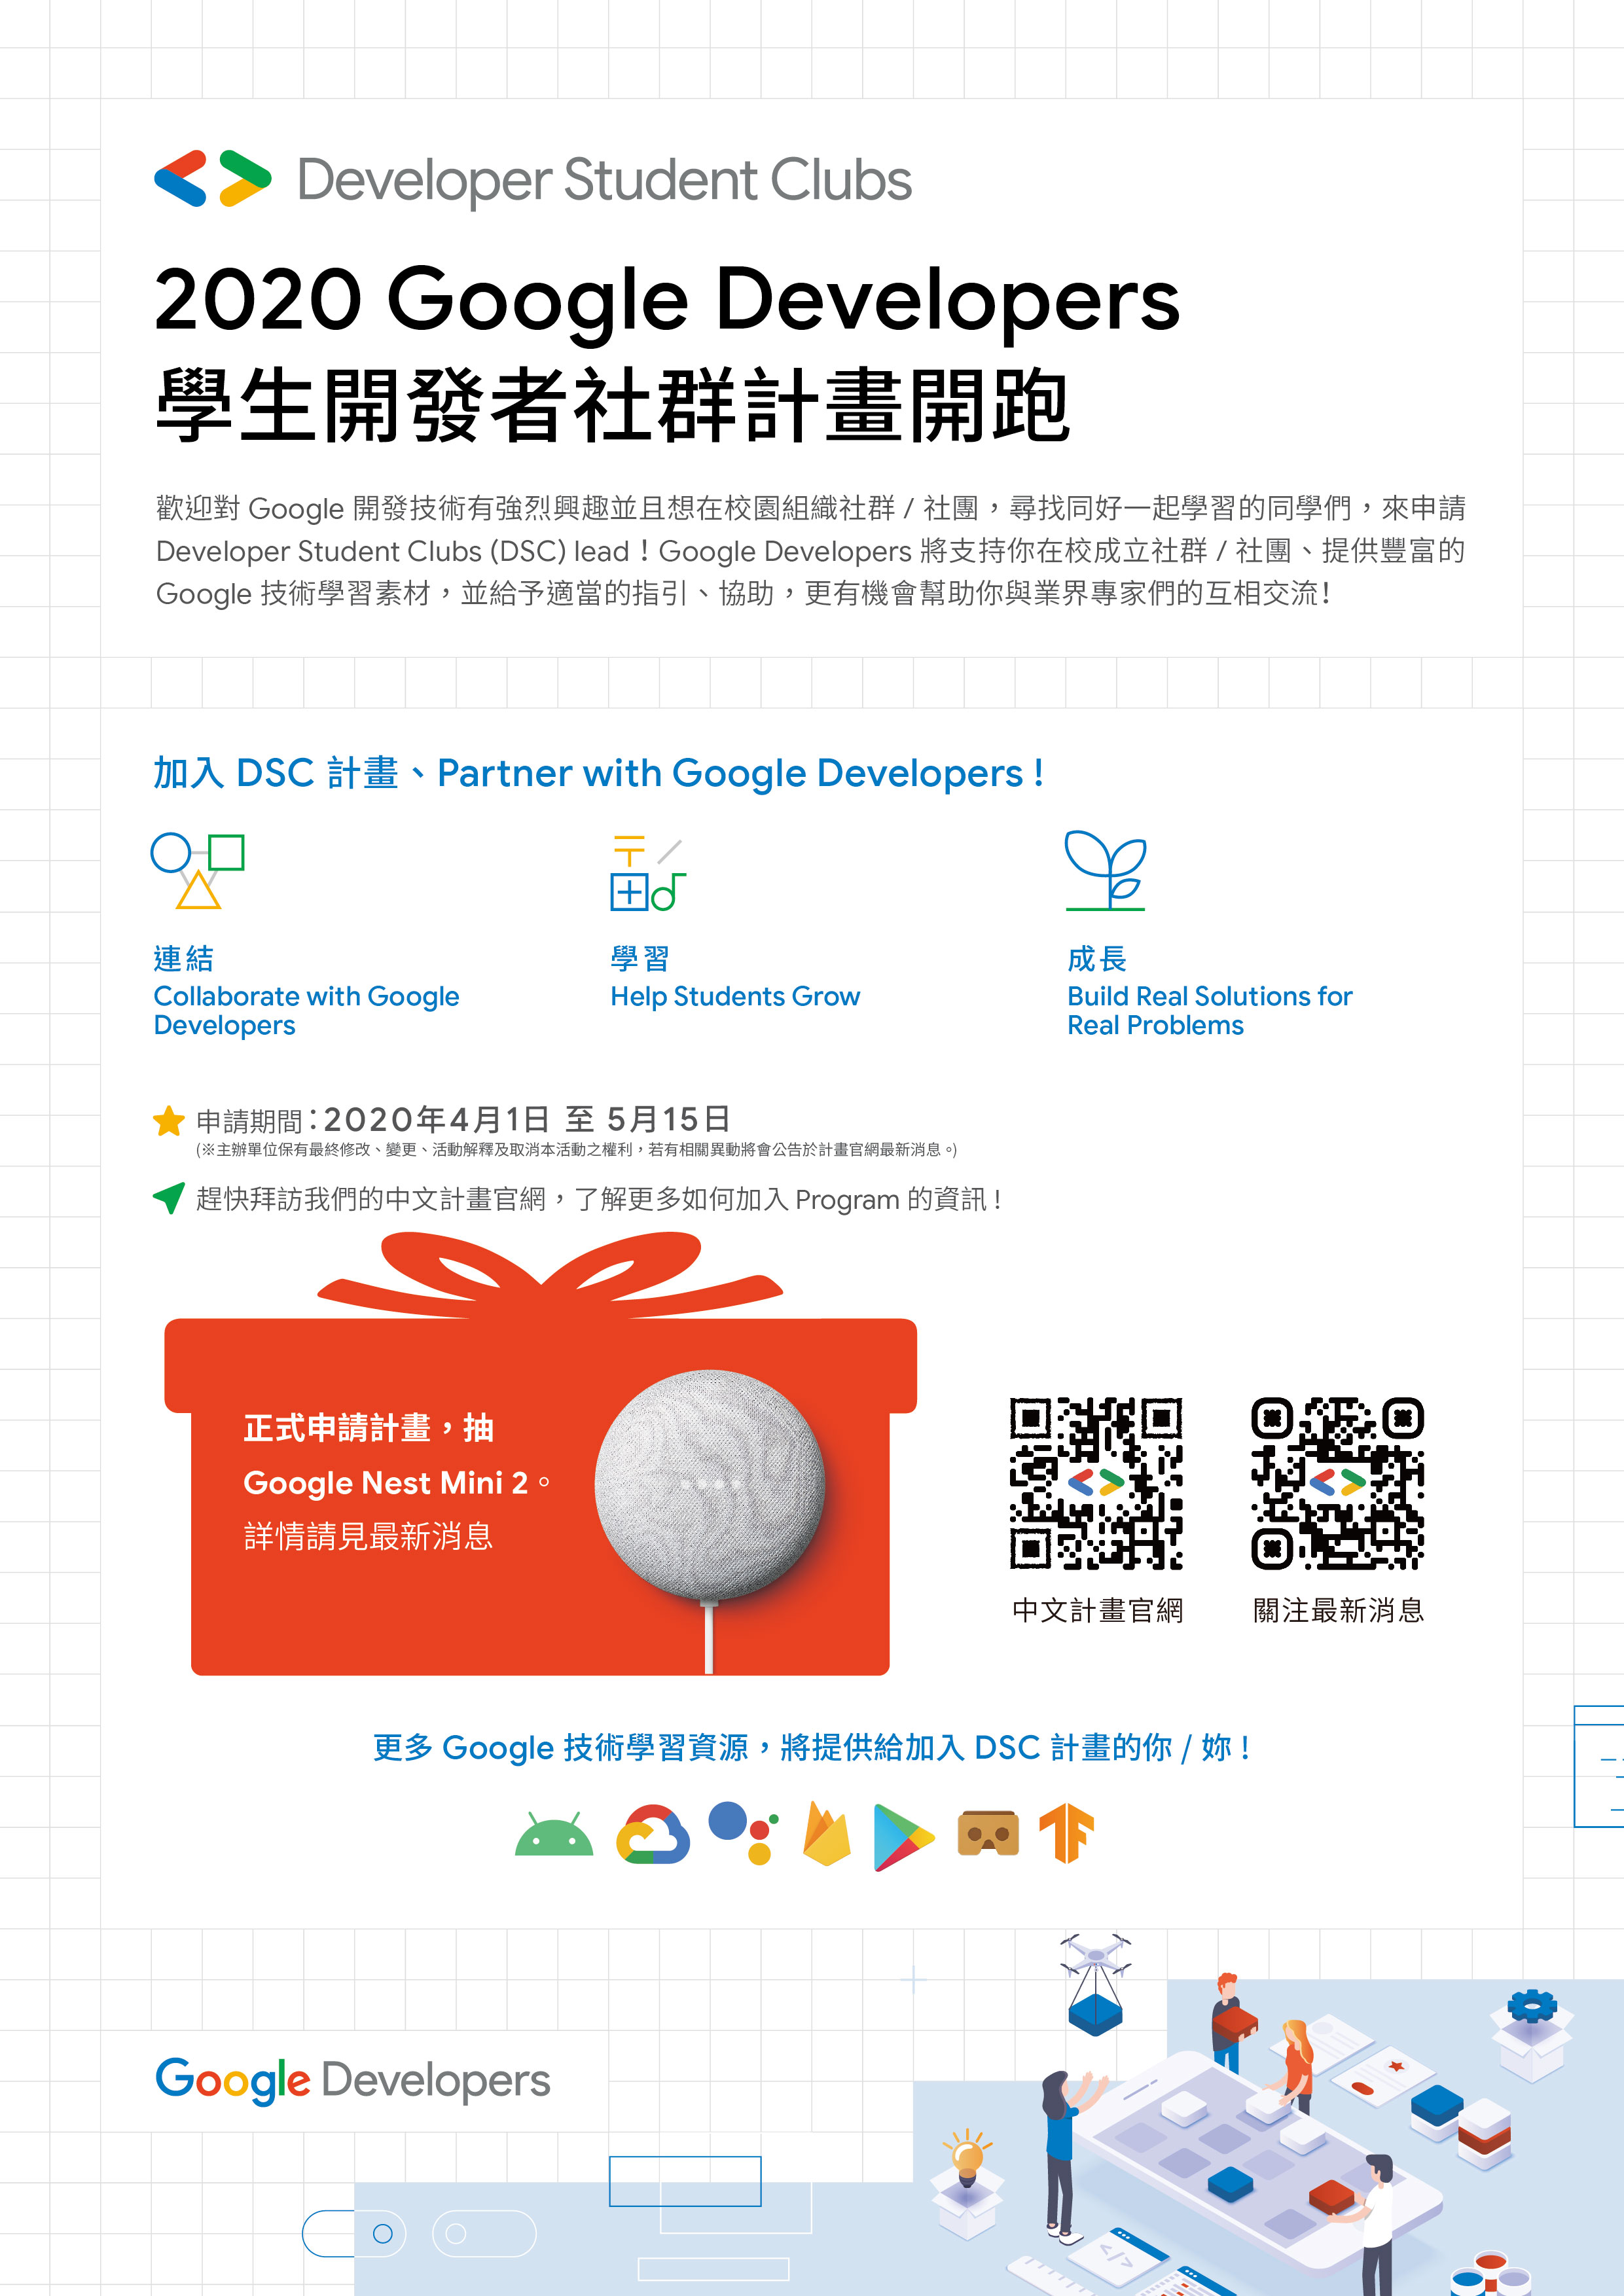 Developer Student Clubs
2020 Google Developers
學生開發者社群計畫開跑
歡迎對 Google 開發技術有強烈興趣並且想在校園組織社群 / 社團，尋找同好一起學習的同學們，來申請
Developer Student Clubs (DSC) lead！Google Developers 將支持你在校成立社群 / 社團、提供豐富的
Google 技術學習素材，並給予適當的指引、協助，更有機會幫助你與業界專家們的互相交流！
加入 DSC 計畫、Partner with Google Developers !
連結
Collaborate with Google
Developers
學習
Help Students Grow
成長
Build Real Solutions for
Real Problems
申請期間：2020年4月1日 至 5月15日
(※主辦單位保有最終修改、變更、活動解釋及取消本活動之權利，若有相關異動將會公告於計畫官網最新消息。)
趕快拜訪我們的中文計畫官網，了解更多如何加入 Program 的資訊！
正式申請計畫，抽
Google Nest Mini 2。
詳情請見最新消息
中文計畫官網
關注最新消息
更多 Google 技術學習資源，將提供給加入 DSC 計畫的你 / 妳！
Google Developers